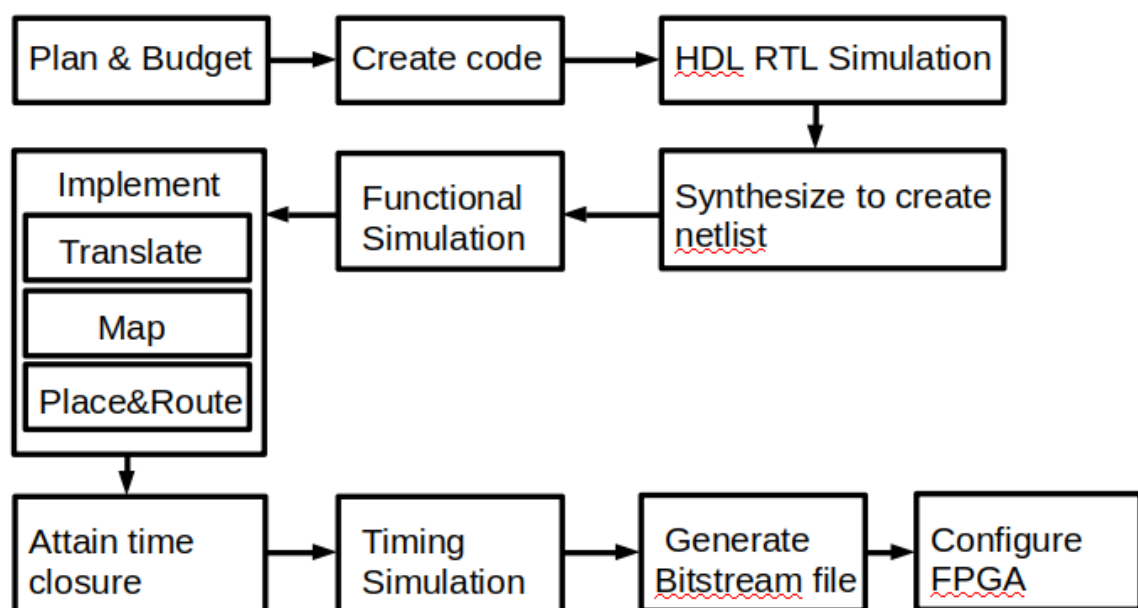 Plan & Budget
Create code
HDL RTL Simulation
Synthesize to create
netlist
Functional
Simulation
Implement
Translate
Map
Place&Route
Attain time
closure
Timing
Simulation
Generate
Bitstream file
Configure
FPGA